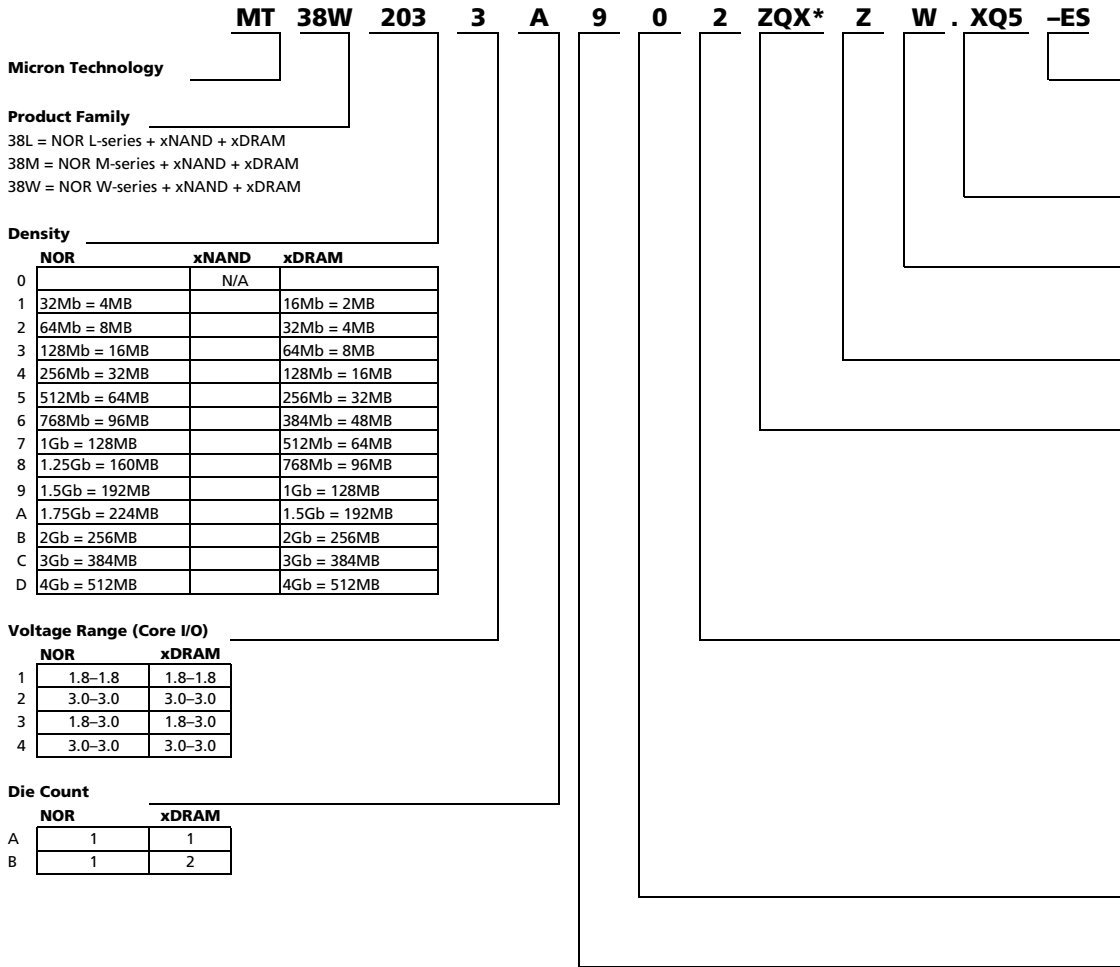 MT 38W 203 3 A 9 0 2 ZQX* Z W . XQ5 –ES
Micron Technology
Product Family
38L = NOR L-series + xNAND + xDRAM
38M = NOR M-series + xNAND + xDRAM
38W = NOR W-series + xNAND + xDRAM
Density
NOR xNAND xDRAM
0 N/A
1 32Mb = 4MB 16Mb = 2MB
2 64Mb = 8MB 32Mb = 4MB
3 128Mb = 16MB 64Mb = 8MB
4 256Mb = 32MB 128Mb = 16MB
5 512Mb = 64MB 256Mb = 32MB
6 768Mb = 96MB 384Mb = 48MB
7 1Gb = 128MB 512Mb = 64MB
8 1.25Gb = 160MB 768Mb = 96MB
9 1.5Gb = 192MB 1Gb = 128MB
A 1.75Gb = 224MB 1.5Gb = 192MB
B 2Gb = 256MB 2Gb = 256MB
C 3Gb = 384MB 3Gb = 384MB
D 4Gb = 512MB 4Gb = 512MB
Voltage Range (Core I/O)
NOR xDRAM
1 1.8–1.8 1.8–1.8
2 3.0–3.0 3.0–3.0
3 1.8–3.0 1.8–3.0
4 3.0–3.0 3.0–3.0
Die Count
NOR xDRAM
A 1 1
B 1 2